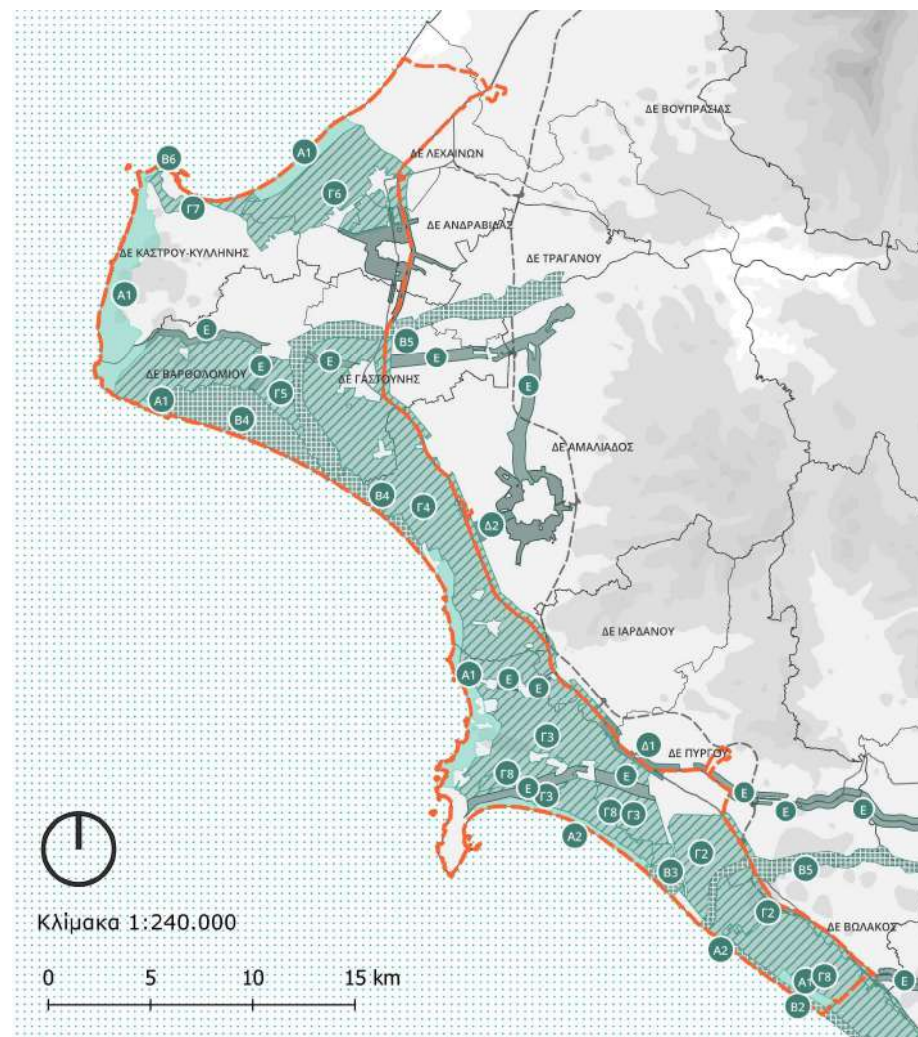 ΔΕ ΒΟΥΠΡΑΣΙΑΣ
Β6
Α1
ΔΕ ΛΕΧΑΙΝΩΝ
Γ6
Γ7
ΔΕ ΑΝΔΡΑΒΙΔΑΣ
ΔΕ ΚΑΣΤΡΟΥ-ΚΥΛΛΗΝΗΣ
ΔΕ ΤΡΑΓΑΝΟΥ
Α1
Ε
Β5
Ε
Ε
Ε
ΔΕ ΒΑΡΘΟΛΟΜΙΟΥ
ΔΕ ΓΑΣΤΟΥΝΗΣ
Ε
Γ5
Α1
Β4
ΔΕ ΑΜΑΛΙΑΔΟΣ
Β4
Γ4
Δ2
ΔΕ ΙΑΡΔΑΝΟΥ
Α1
Ε
Ε
Γ3
Δ1
ΔΕ ΠΥΡΓΟΥ
Γ8
Ε
Ε
Γ3
Ε
Ε
Ε
Γ8
Γ3
Α2
Γ2
Β3
Β5
Γ2
ΔΕ ΒΩΛΑΚΟΣ
Α2
Α1
Γ8
Ε
Β2
Κλίμακα 1:240.000
0 5 10 15 km